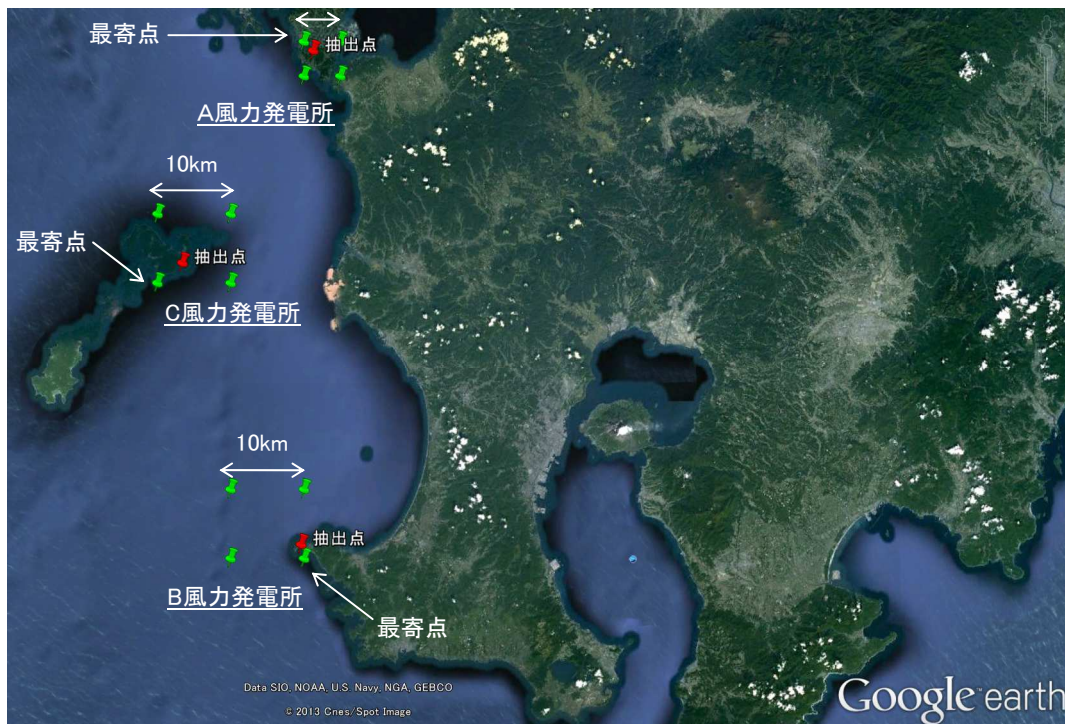 最寄点
抽出点
A風力発電所
10km
最寄点
抽出点
C風力発電所
10km
抽出点
B風力発電所
最寄点
Data SIO, NOAA, U.S. Navy, NGA, GEBCO
© 2013 Cnes/Spot Image
Google earth